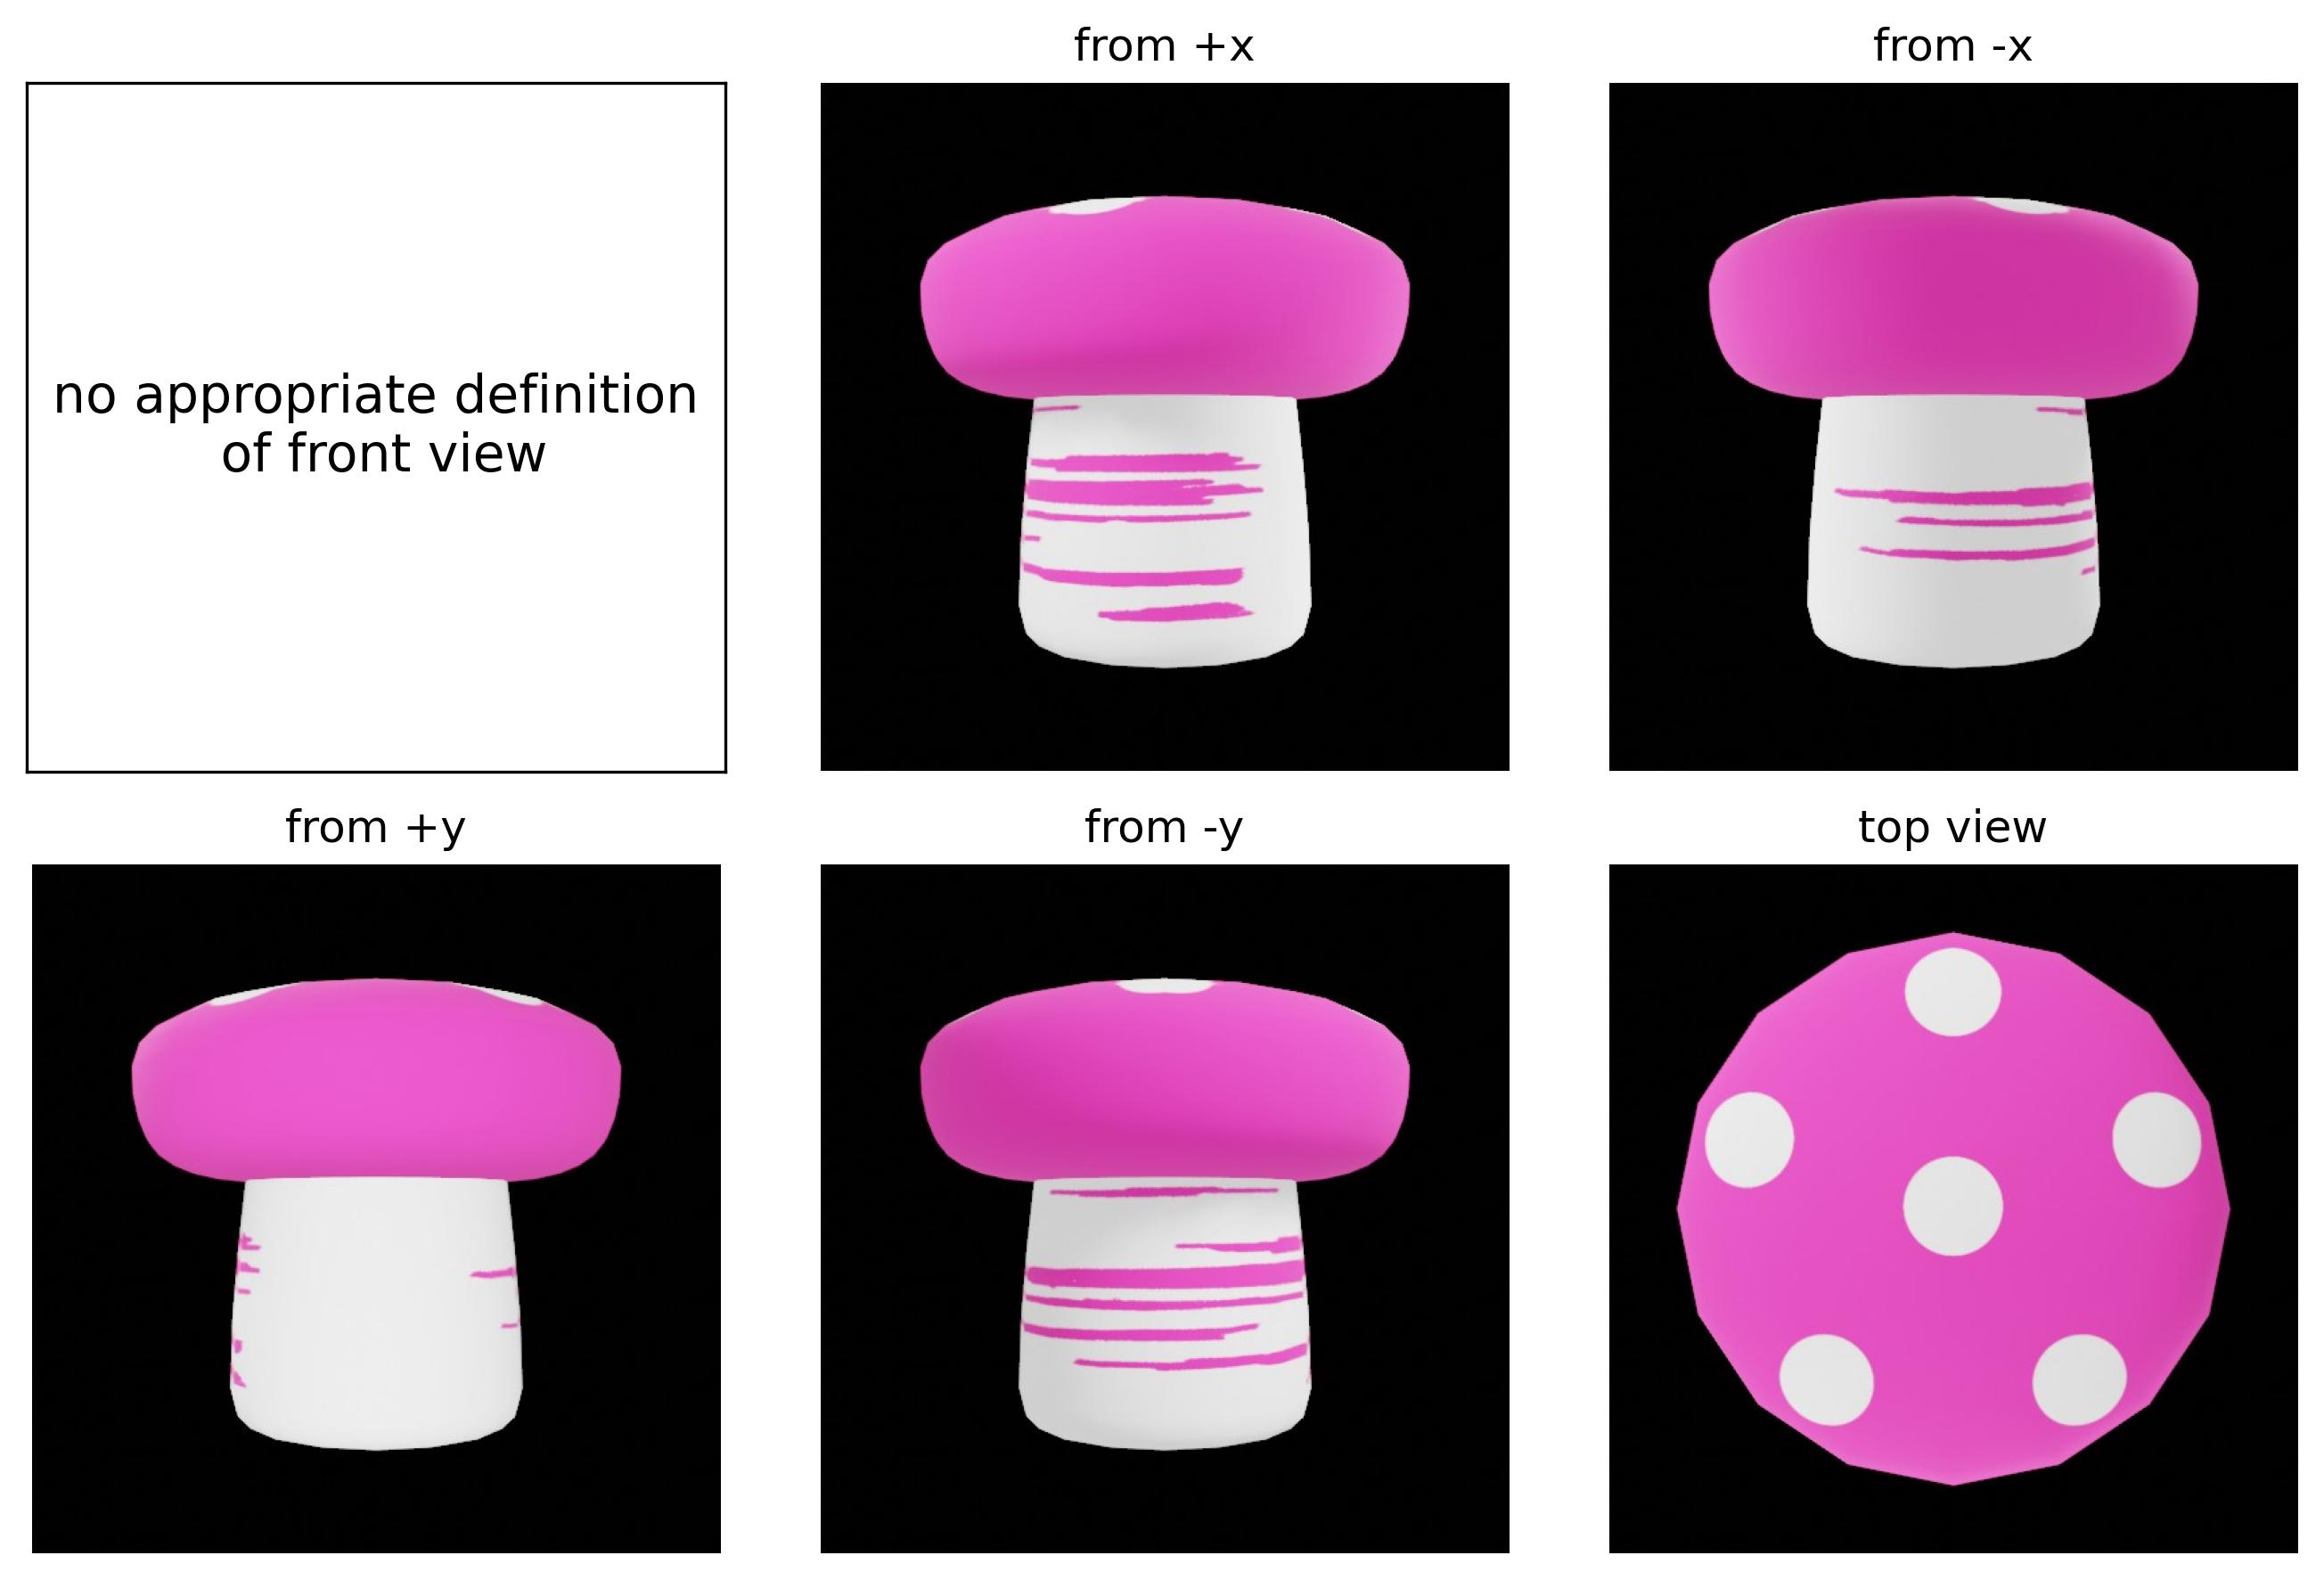 from +x
from -x
no appropriate definition
of front view
from +y
from -y
top view